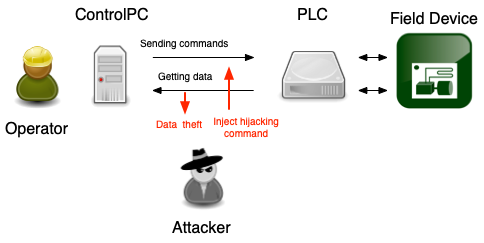 ControlPC
PLC
Field Device
Sending commands
Getting data
Data theft
Inject hijacking
command
Operator
Attacker